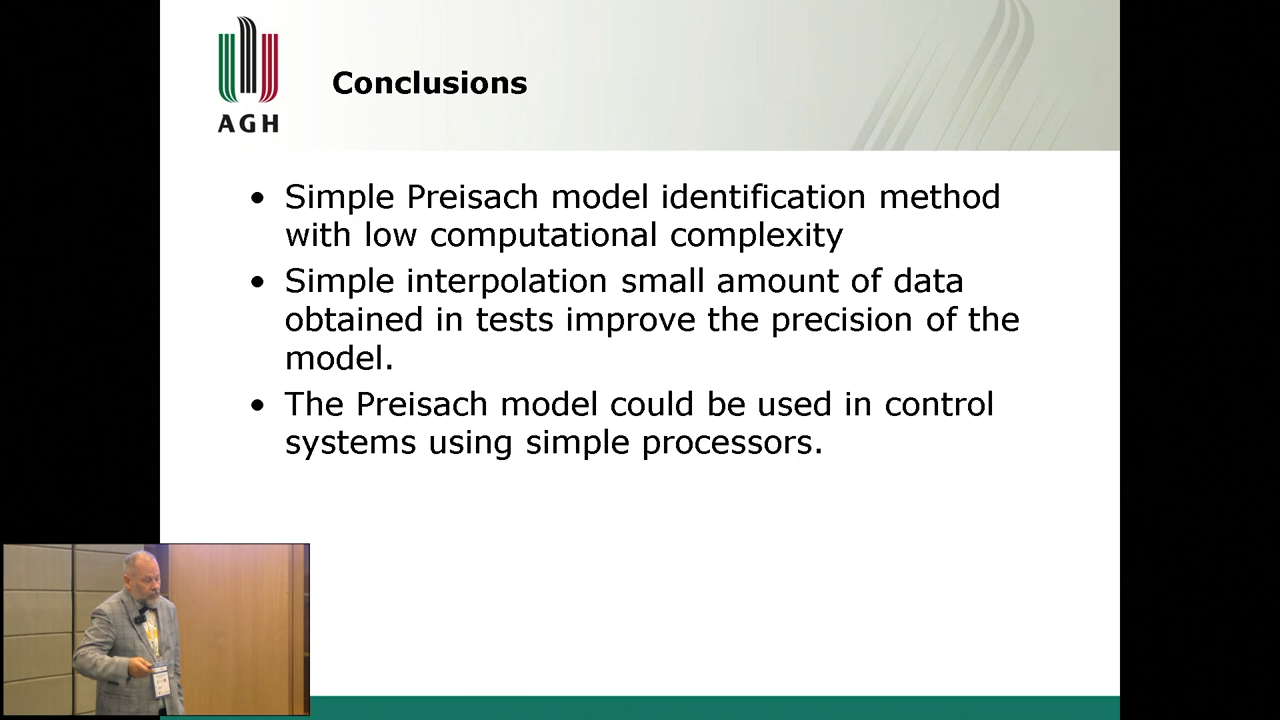 AGH
Conclusions
• Simple Preisach model identification method
with low computational complexity
• Simple interpolation small amount of data
obtained in tests improve the precision of the
model.
• The Preisach model could be used in control
systems using simple processors.